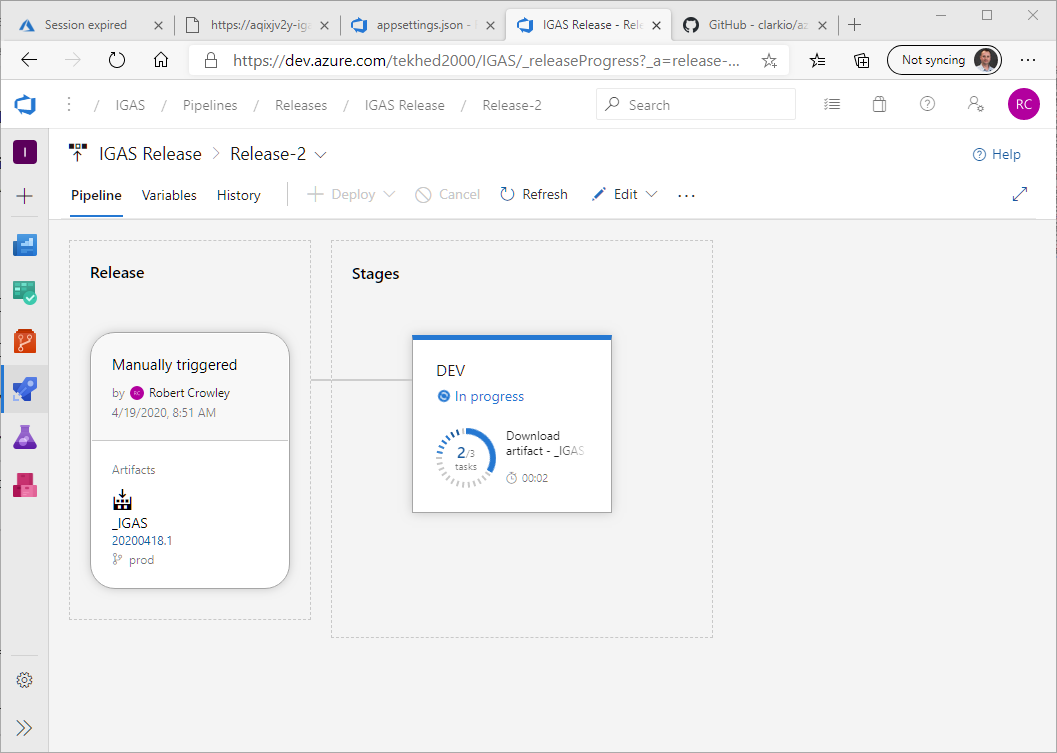 Session expired
https://aqixjv2y-iga
appsettings.json -
IGAS Release - Rel
GitHub - clarkio/az
https://dev.azure.com/tekhed2000/IGAS/_releaseProgress?_a=release-...
Not syncing
/ IGAS / Pipelines / Releases / IGAS Release / Release-2
Search
RC
I
IGAS Release > Release-2
Help
Pipeline
Variables
History
Deploy
Cancel
Refresh
Edit
...
Release
Stages
Manually triggered
by RC Robert Crowley
4/19/2020, 8:51 AM
Artifacts
_IGAS
20200418.1
prod
DEV
In progress
2/3
tasks
Download
artifact - _IGAS
00:02